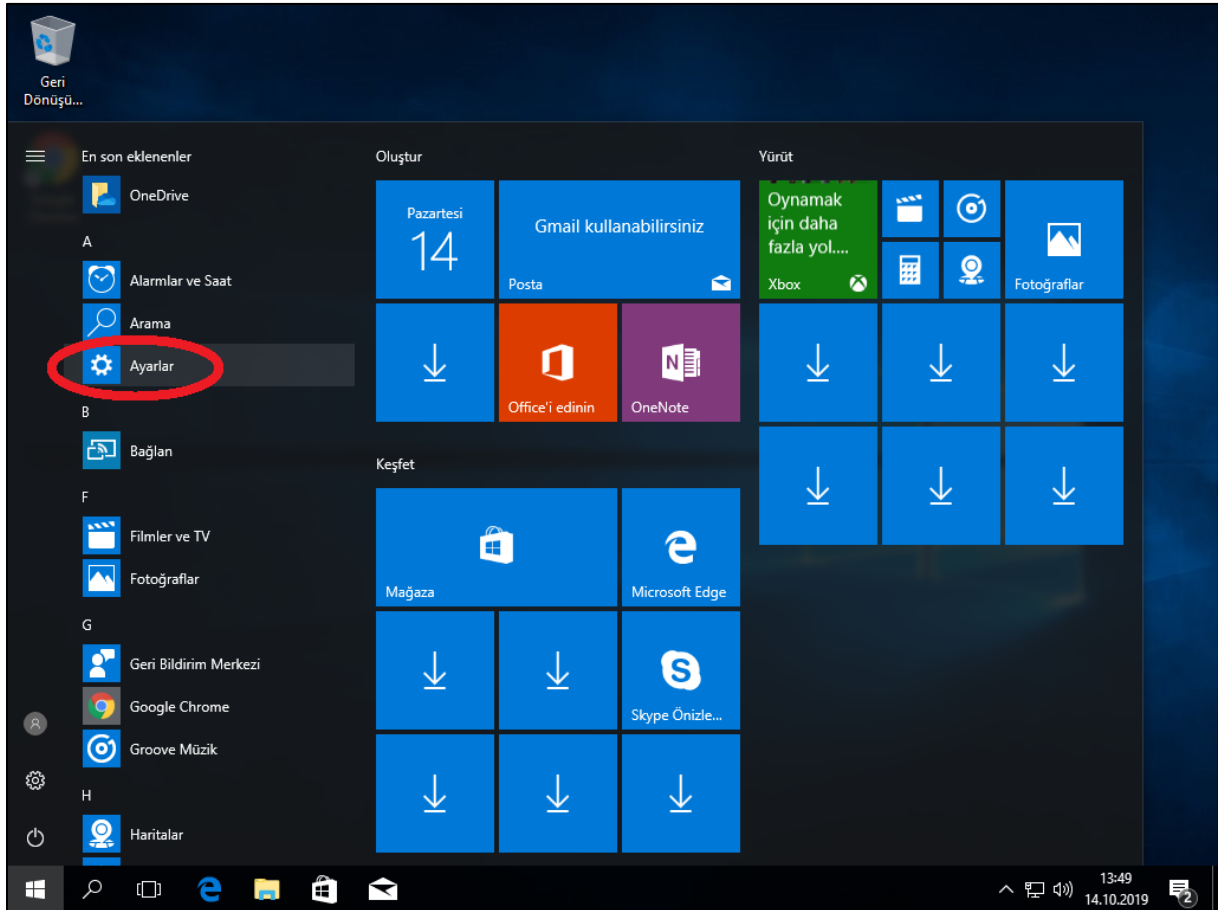 Geri
Dönüşü...
En son eklenenler
OneDrive
A
Alarmlar ve Saat
Arama
Ayarlar
B
Bağlan
F
Filmler ve TV
Fotoğraflar
G
Geri Bildirim Merkezi
Google Chrome
Groove Müzik
H
Haritalar
Oluştur
Pazartesi
14
Gmail kullanabilirsiniz
Posta
Office'i edinin
OneNote
Keşfet
Mağaza
Microsoft Edge
Skype Önizle...
Yürüt
Oynamak
için daha
fazla yol....
Xbox
Fotoğraflar
13:49
14.10.2019
2